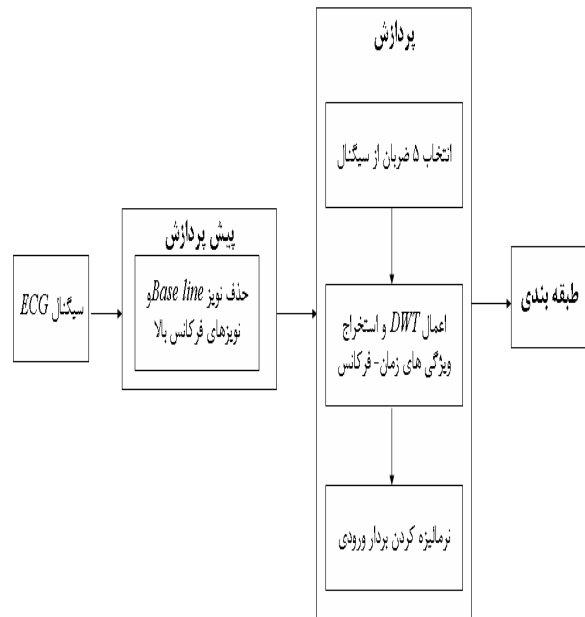 سیگنال ECG
پیش پردازش
حذف نویز Base line و
نویزهای فرکانس بالا
پردازش
انتخاب ۵ ضربان از سیگنال
اعمال DWT و استخراج
ویژگی های زمان- فرکانس
نرمالیزه کردن بردار ورودی
طبقه بندی